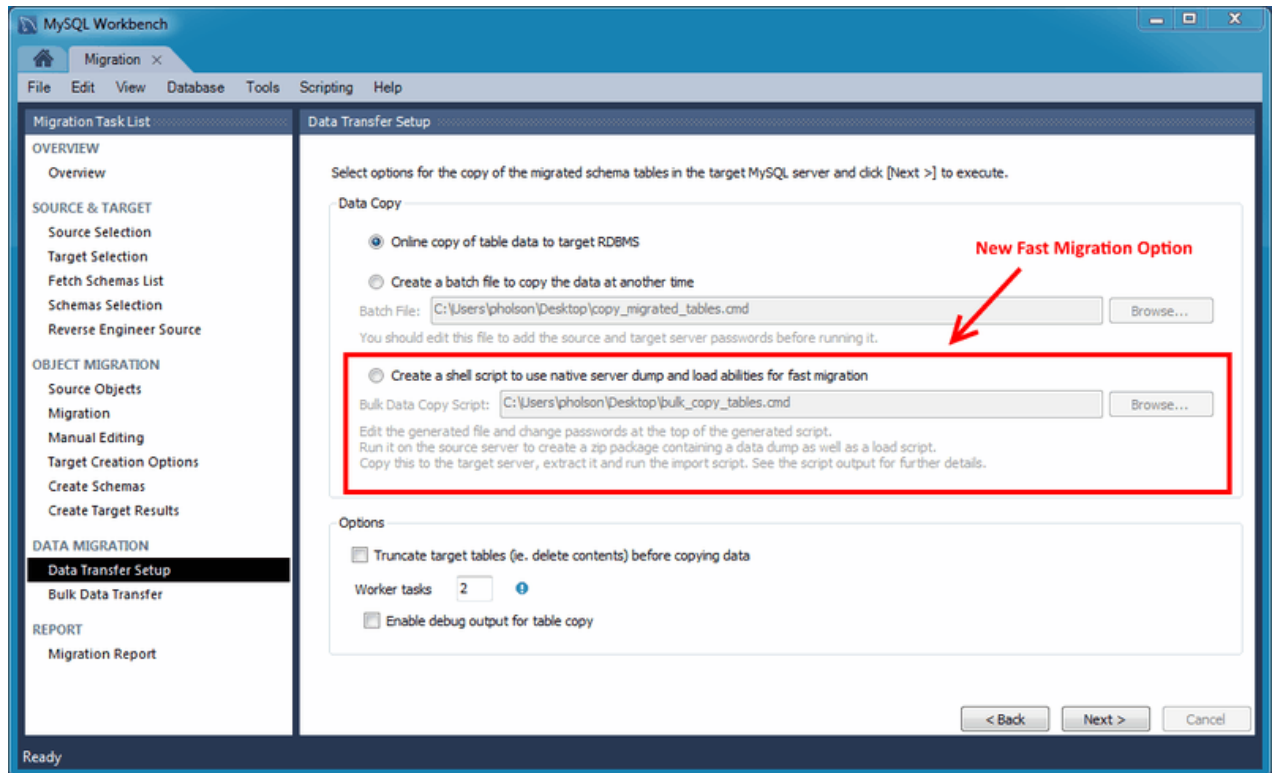 MySQL Workbench
Migration
File Edit View Database Tools Scripting Help
Migration Task List
OVERVIEW
Overview
SOURCE & TARGET
Source Selection
Target Selection
Fetch Schemas List
Schemas Selection
Reverse Engineer Source
OBJECT MIGRATION
Source Objects
Migration
Manual Editing
Target Creation Options
Create Schemas
Create Target Results
DATA MIGRATION
Data Transfer Setup
Bulk Data Transfer
REPORT
Migration Report
Data Transfer Setup
Select options for the copy of the migrated schema tables in the target MySQL server and click [Next >] to execute.
Data Copy
Online copy of table data to target RDBMS
New Fast Migration Option
Create a batch file to copy the data at another time
Batch File: C:\Users\pholson\Desktop\copy_migrated_tables.cmd Browse...
You should edit this file to add the source and target server passwords before running it.
Create a shell script to use native server dump and load abilities for fast migration
Bulk Data Copy Script: C:\Users\pholson\Desktop\bulk_copy_tables.cmd Browse...
Edit the generated file and change passwords at the top of the generated script.
Run it on the source server to create a zip package containing a data dump as well as a load script.
Copy this to the target server, extract it and run the import script. See the script output for further details.
Options
Truncate target tables (ie. delete contents) before copying data
Worker tasks 2
Enable debug output for table copy
< Back Next > Cancel
Ready